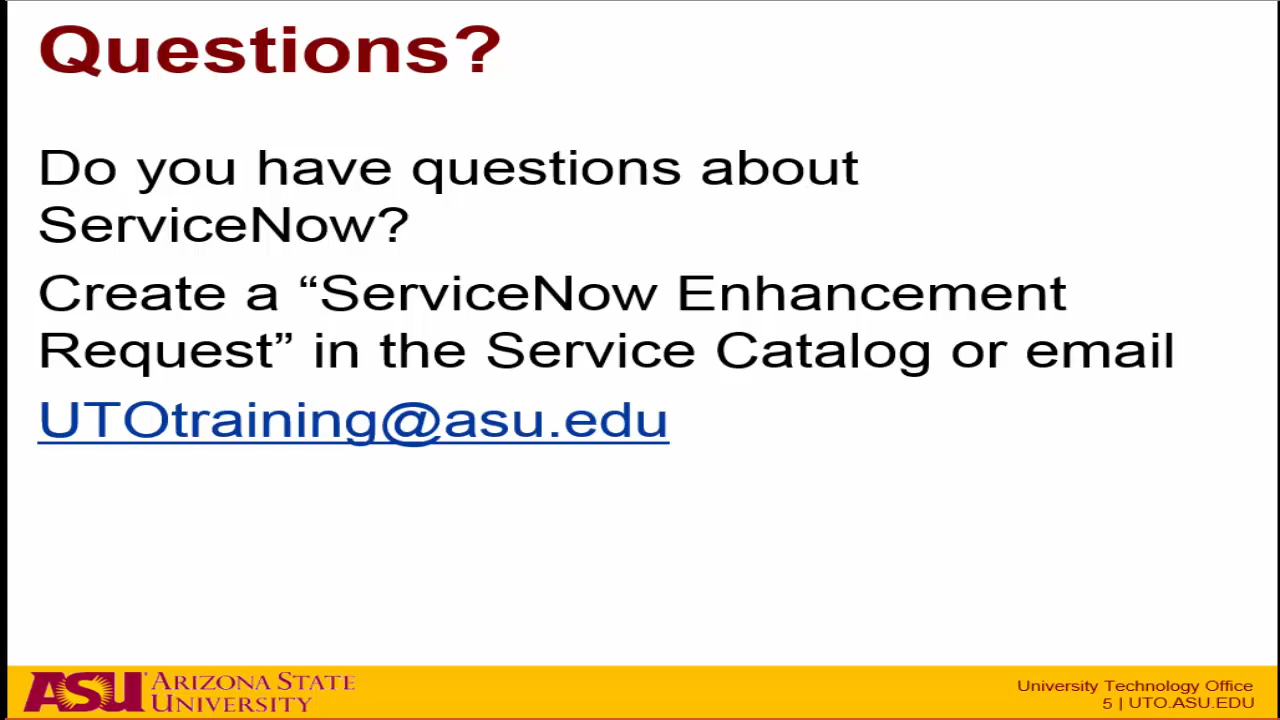 Questions?
Do you have questions about
ServiceNow?
Create a “ServiceNow Enhancement
Request” in the Service Catalog or email
UTOtraining@asu.edu
ASU ARIZONA STATE
UNIVERSITY
University Technology Office
5 | UTO.ASU.EDU